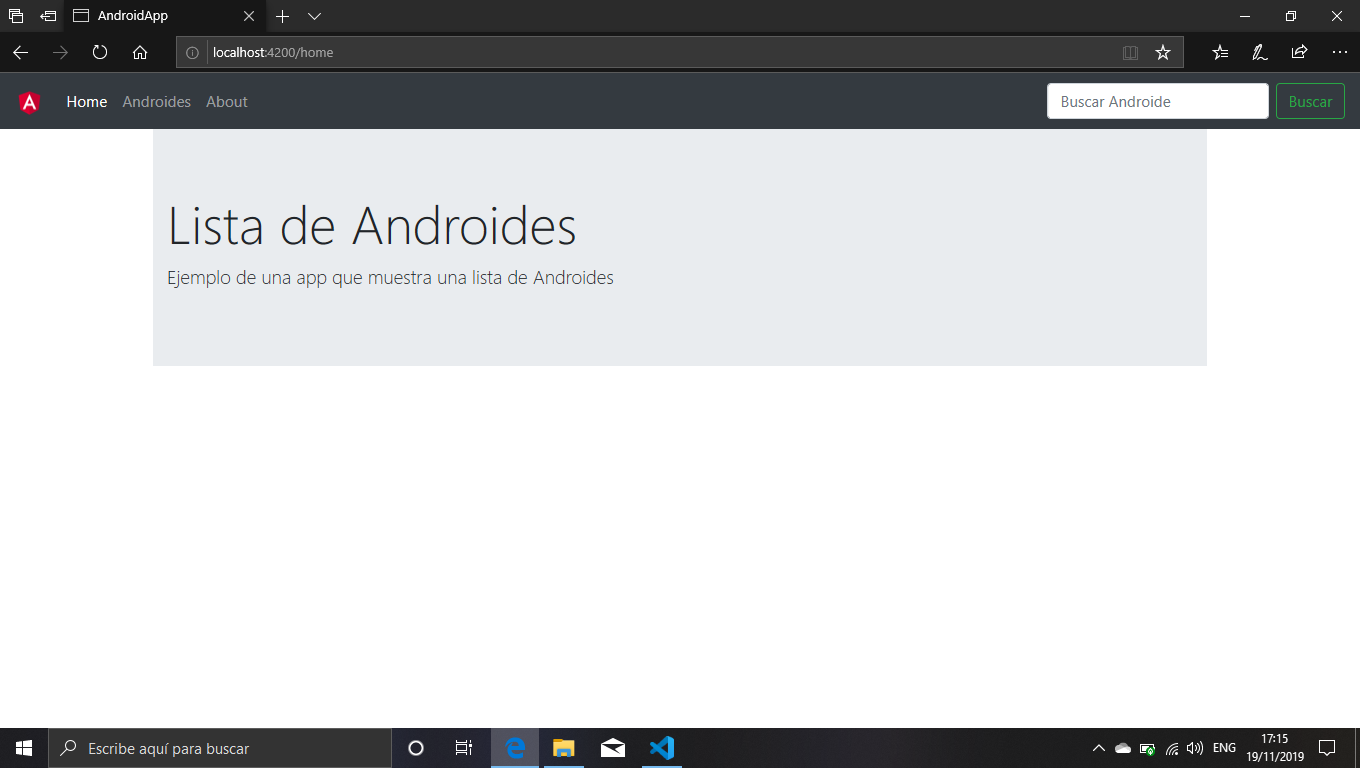 AndroidApp
localhost:4200/home
Home Androides About Buscar Androide Buscar
Lista de Androides
Ejemplo de una app que muestra una lista de Androides
Escribe aquí para buscar
ENG
17:15
19/11/2019